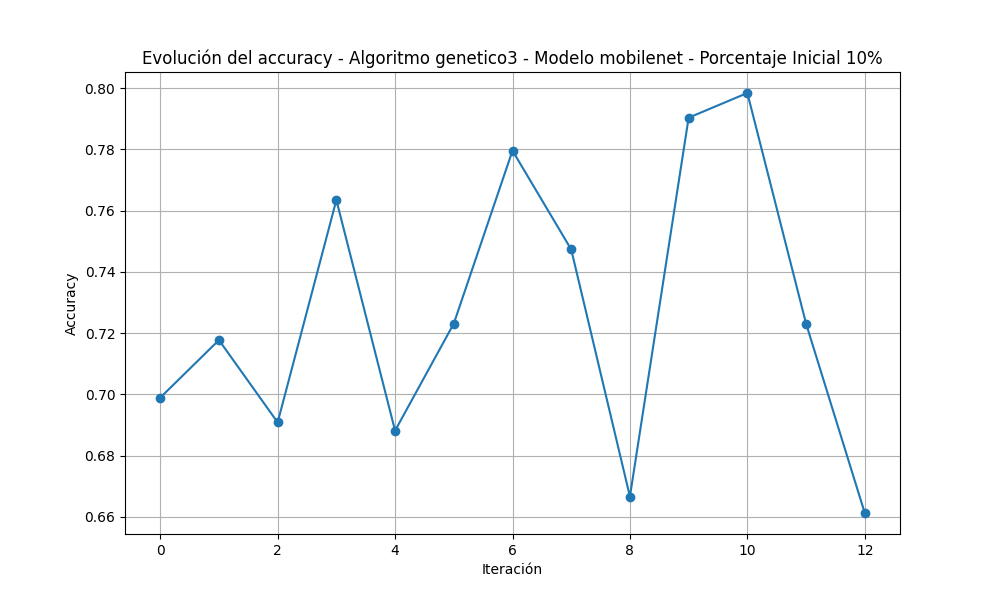 Evolución del accuracy - Algoritmo genetico3 - Modelo mobilenet - Porcentaje Inicial 10%
Accuracy
0.80
0.78
0.76
0.74
0.72
0.70
0.68
0.66
0 2 4 6 8 10 12
Iteración